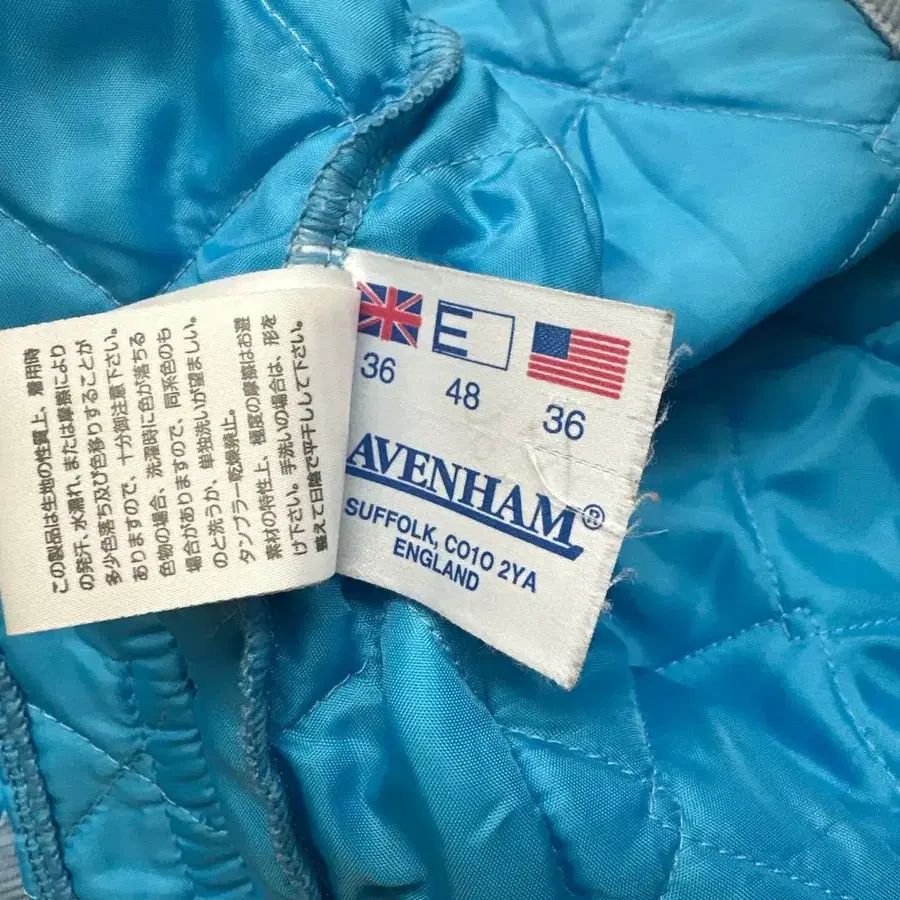 この製品は生地の性質上、着用時
の発汗、水濡れ、または摩擦により
多少色落ち及び色移りすることが
ありますので、十分御注意下さい。
色物の場合、洗濯時に色が落ちる
場合がありますので、同系色のも
のと洗うか、単独洗いが望ましい。
タンブラー乾燥禁止。
素材の特性上、極度の摩擦はお避
け下さい。手洗いの場合は、形を
整えて日陰で平干しして下さい。
E
36 48 36
AVENHAM®
SUFFOLK, CO10 2YA
ENGLAND